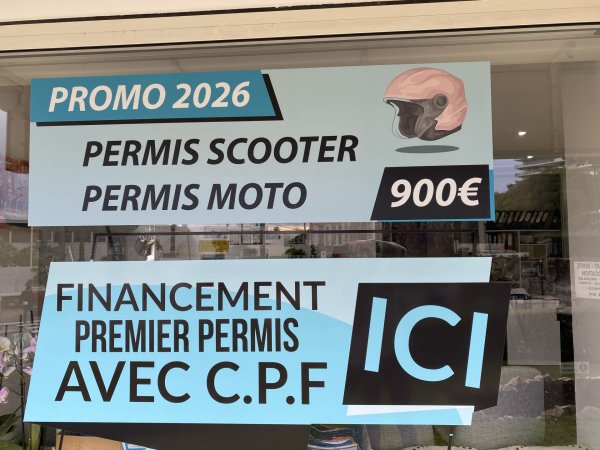 PROMO 2026
PERMIS SCOOTER
PERMIS MOTO
900€
FINANCEMENT
PREMIER PERMIS
AVEC C.P.F
ICI